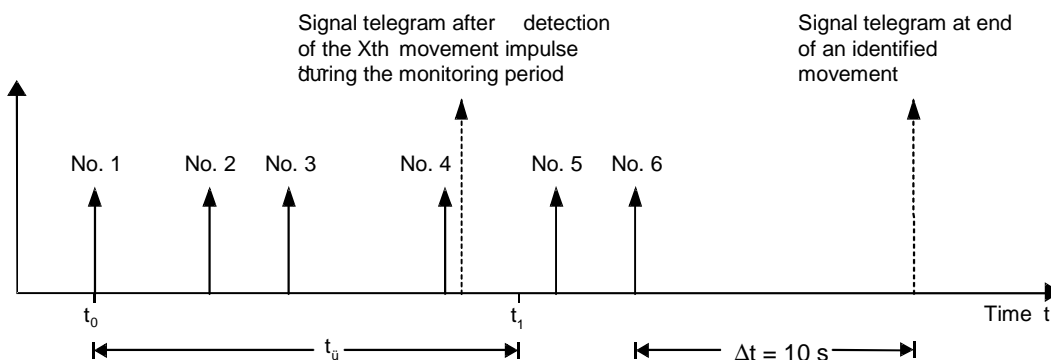 Signal telegram after detection
of the Xth movement impulse
during the monitoring period
Signal telegram at end
of an identified
movement
No. 1
No. 2
No. 3
No. 4
No. 5
No. 6
t0
t1
Time t
tü
Δt = 10 s